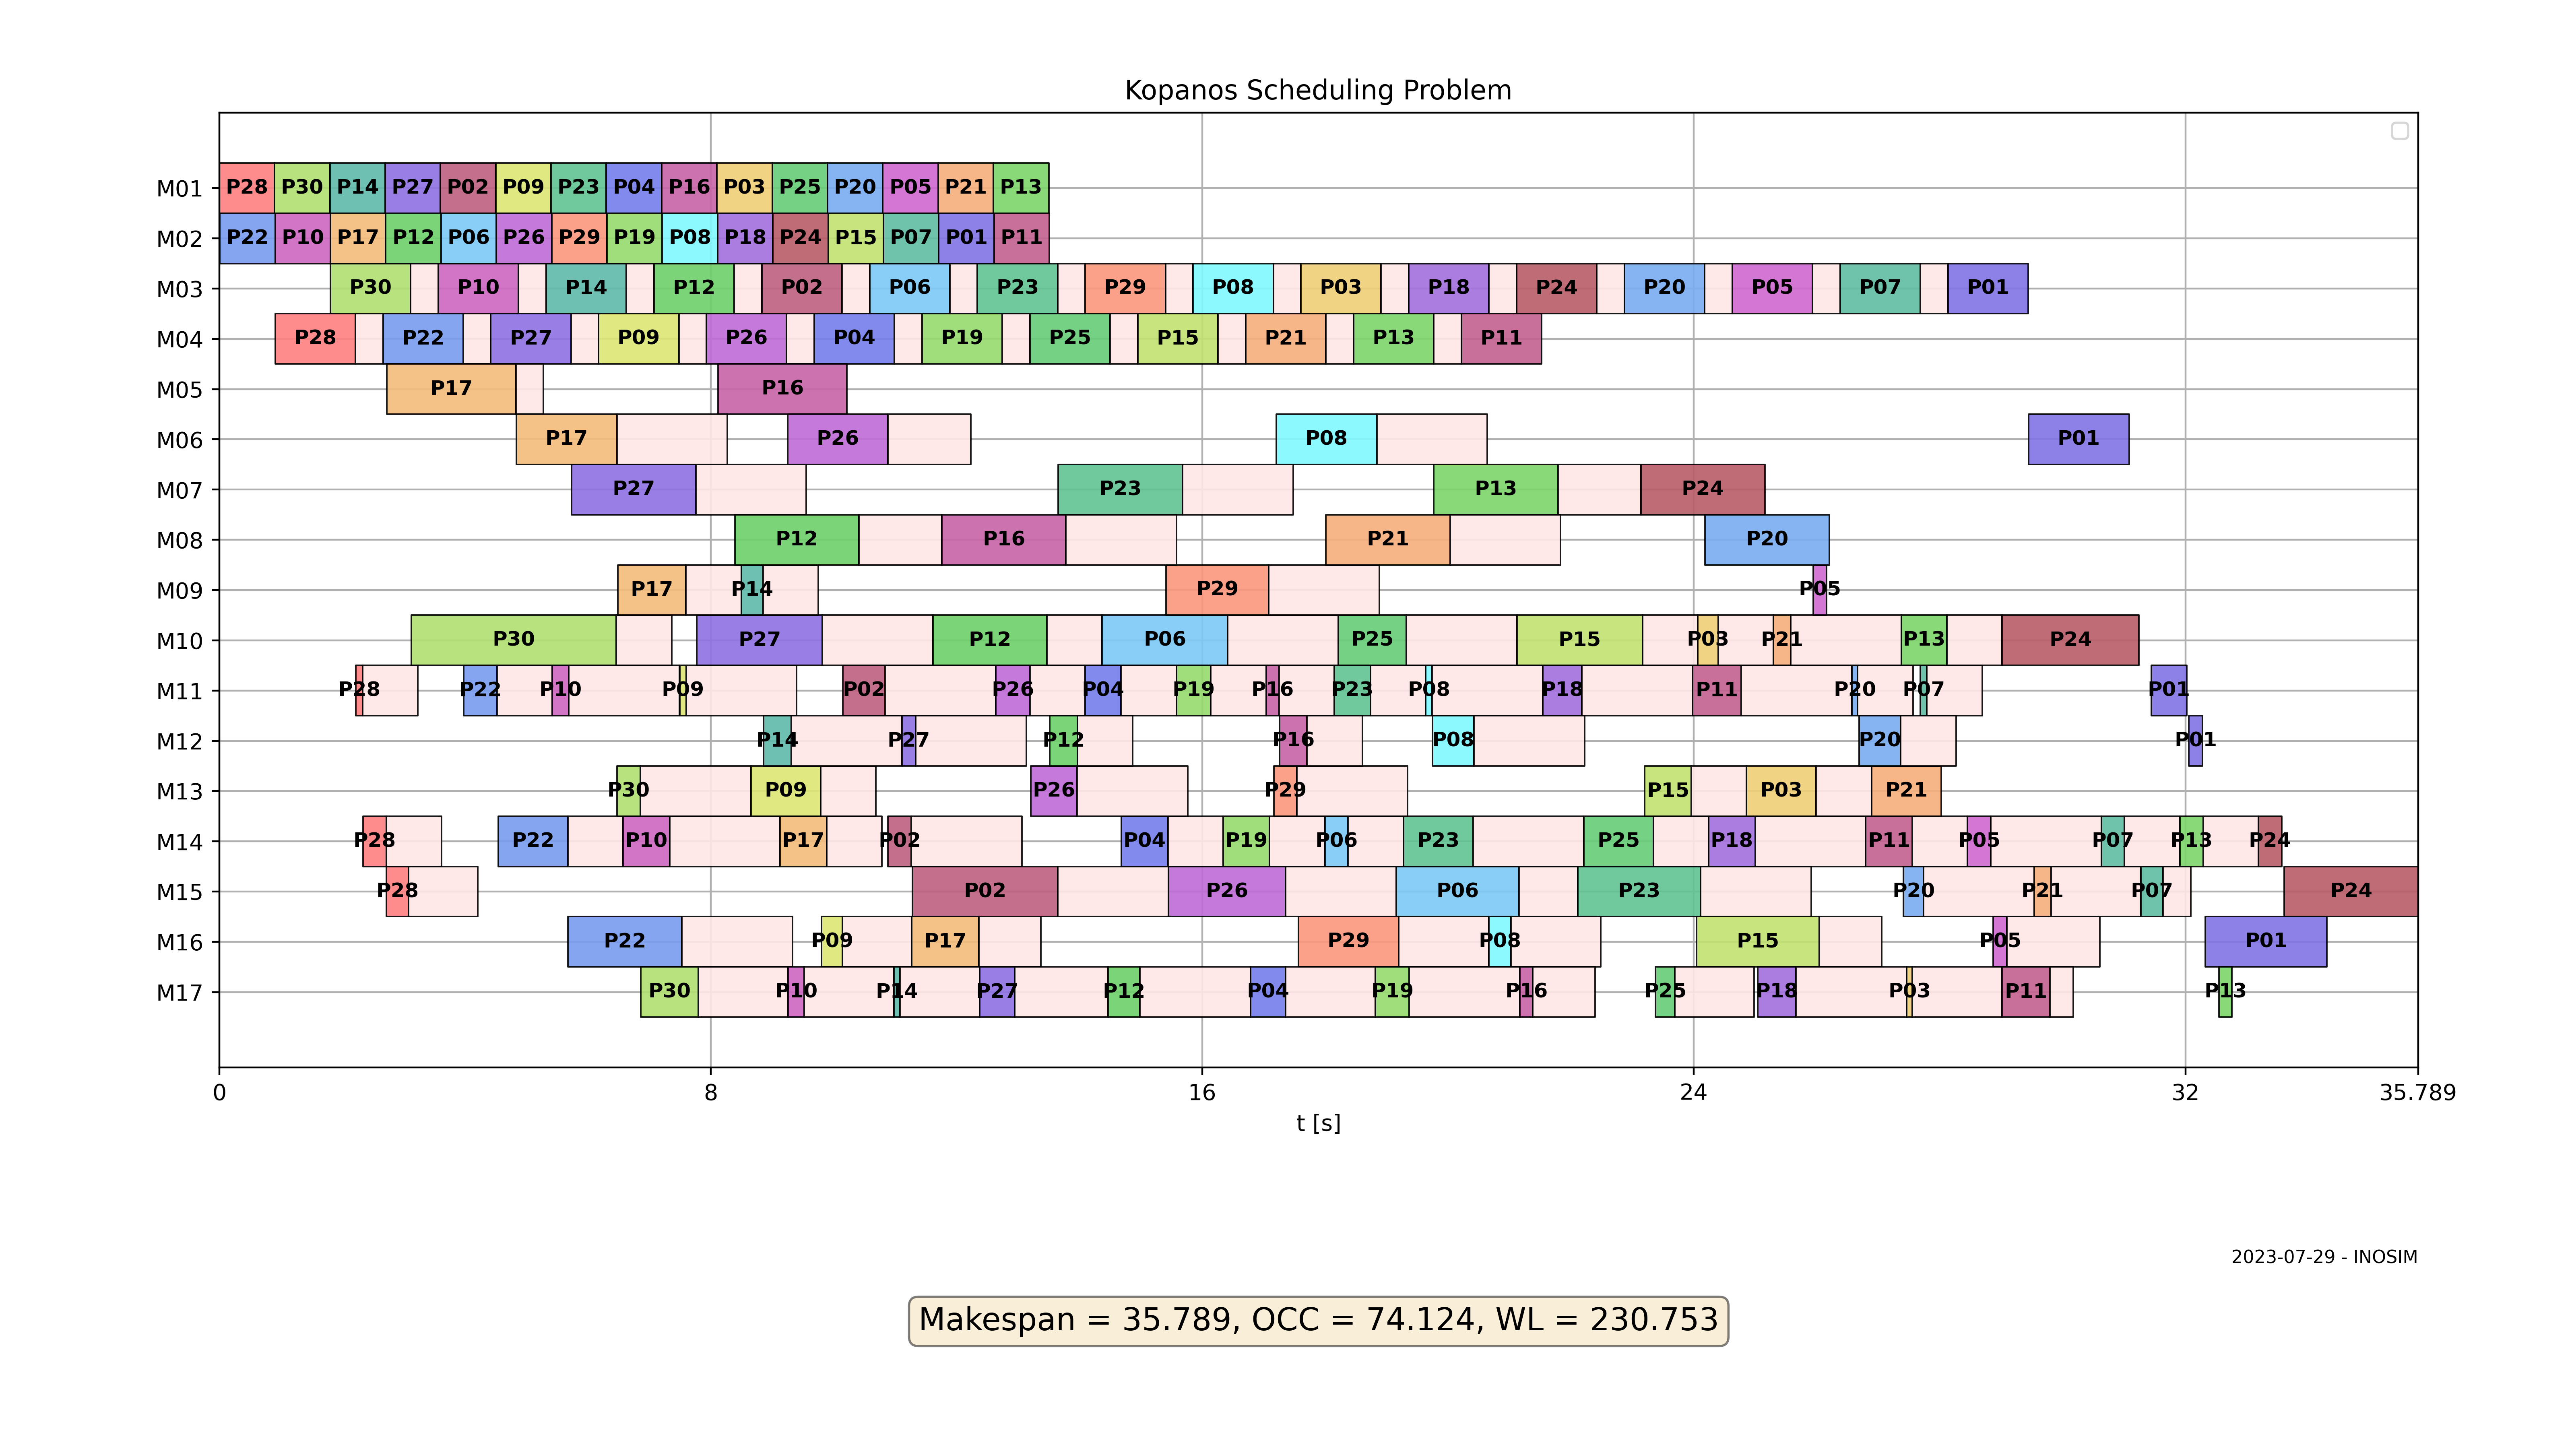 Kopanos Scheduling Problem
M01 P28 P30 P14 P27 P02 P09 P23 P04 P16 P03 P25 P20 P05 P21 P13
M02 P22 P10 P17 P12 P06 P26 P29 P19 P08 P18 P24 P15 P07 P01 P11
M03 P30 P10 P14 P12 P02 P06 P23 P29 P08 P03 P18 P24 P20 P05 P07 P01
M04 P28 P22 P27 P09 P26 P04 P19 P25 P15 P21 P13 P11
M05 P17 P16
M06 P17 P26 P08 P01
M07 P27 P23 P13 P24
M08 P12 P16 P21 P20
M09 P17 P14 P29 P05
M10 P30 P27 P12 P06 P25 P15 P03 P21 P13 P24
M11 P28 P22 P10 P09 P02 P26 P04 P19 P16 P23 P08 P18 P11 P20 P07 P01
M12 P14 P27 P12 P16 P08 P20 P01
M13 P30 P09 P26 P29 P15 P03 P21
M14 P28 P22 P10 P17 P02 P04 P19 P06 P23 P25 P18 P11 P05 P07 P13 P24
M15 P28 P02 P26 P06 P23 P20 P21 P07 P24
M16 P22 P09 P17 P29 P08 P15 P05 P01
M17 P30 P10 P14 P27 P12 P04 P19 P16 P25 P18 P03 P11 P13
0 8 16 24 32 35.789
t [s]
2023-07-29 - INOSIM
Makespan = 35.789, OCC = 74.124, WL = 230.753